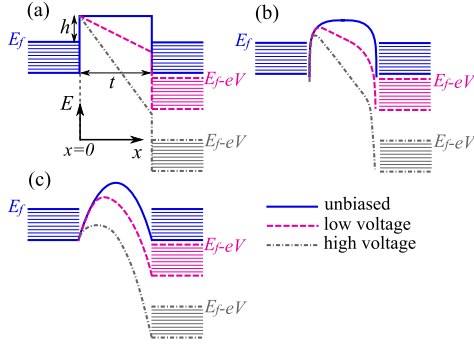 (a)
h
E_f
E_f
t
E_f-eV
E
x=0
x
E_f-eV
(b)
E_f
E_f-eV
E_f-eV
(c)
E_f
E_f-eV
E_f-eV
unbiased
low voltage
high voltage